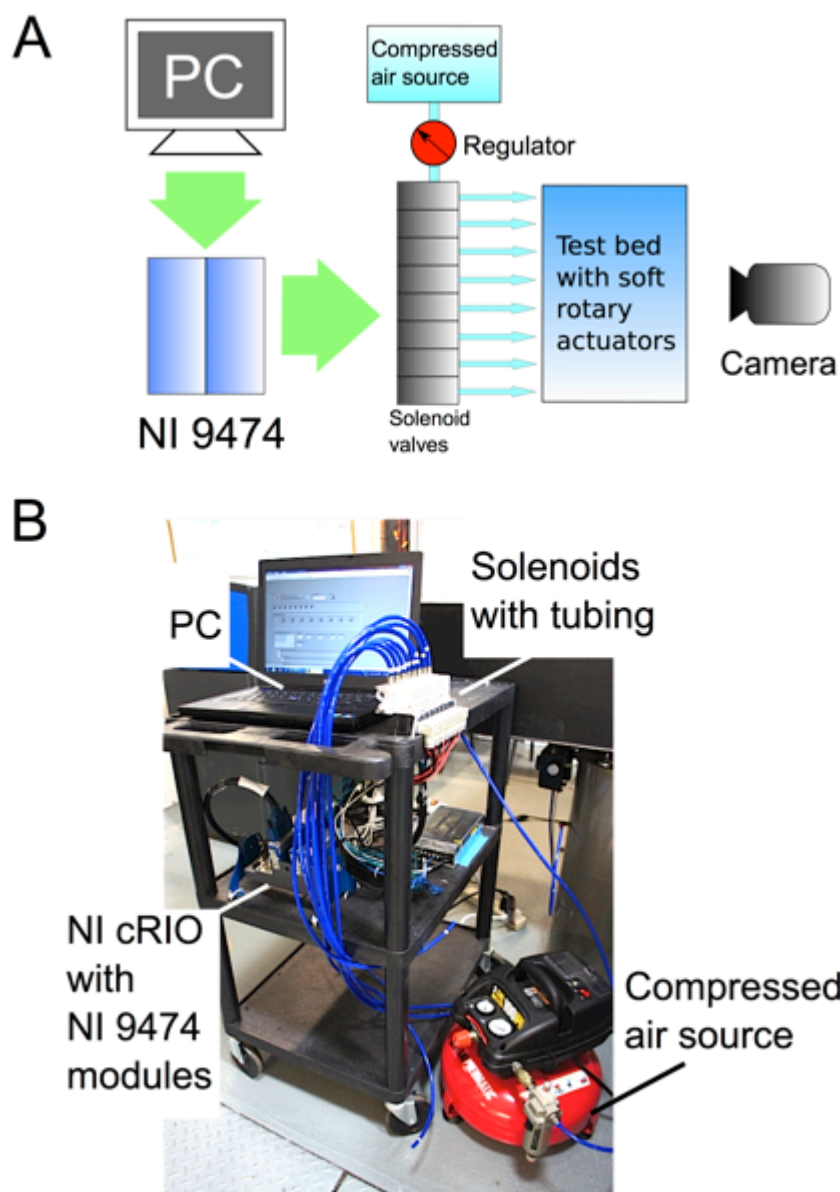 A
PC
Compressed
air source
Regulator
Test bed
with soft
rotary
actuators
Camera
NI 9474
Solenoid
valves
B
Solenoids
with tubing
PC
NI cRIO
with
NI 9474
modules
Compressed
air source